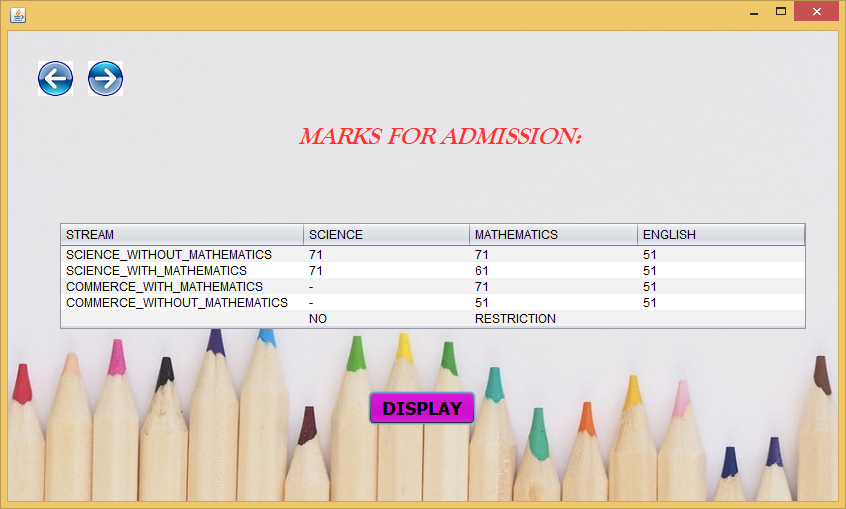 MARKS FOR ADMISSION:
STREAM SCIENCE MATHEMATICS ENGLISH
SCIENCE_WITHOUT_MATHEMATICS 71 71 51
SCIENCE_WITH_MATHEMATICS 71 61 51
COMMERCE_WITH_MATHEMATICS - 71 51
COMMERCE_WITHOUT_MATHEMATICS - 51 51
NO RESTRICTION
DISPLAY